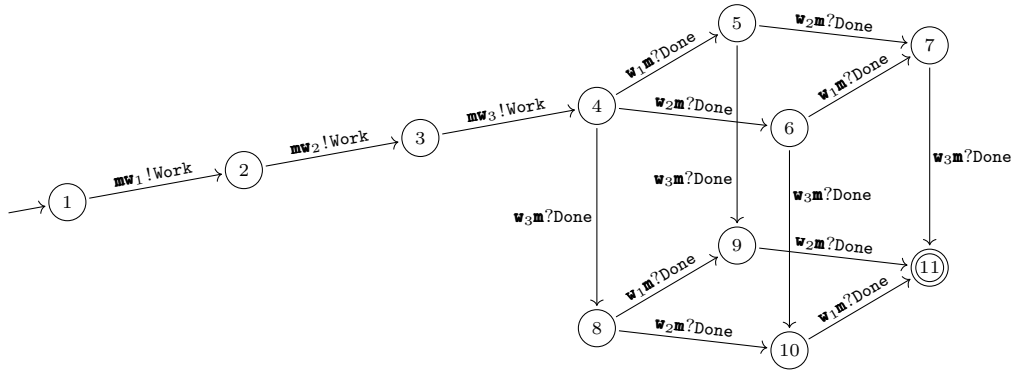 5
w₂m?Done
7
w₁m?Done
w₁m?Done
mw₃!Work
4
w₂m?Done
6
mw₂!Work
3
w₃m?Done
mw₁!Work
2
w₃m?Done
w₃m?Done
1
w₃m?Done
9
w₂m?Done
11
w₁m?Done
w₁m?Done
8
w₂m?Done
10